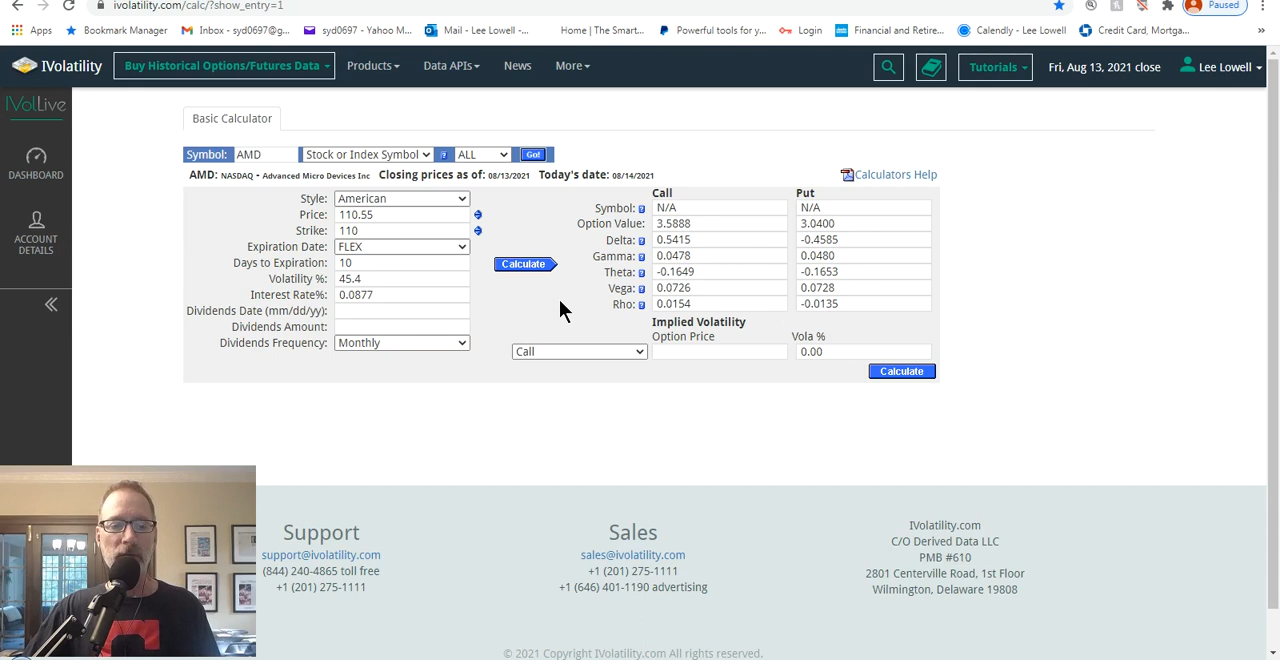 ivolatility.com/calc/?show_entry=1
Paused
Apps
Bookmark Manager
Inbox - syd0697@g...
syd0697 - Yahoo M...
Mail - Lee Lowell -...
Home | The Smart...
Powerful tools for y...
Login
Financial and Retire...
Calendly - Lee Lowell
Credit Card, Mortga...
IVolatility
Buy Historical Options/Futures Data
Products
Data APIs
News
More
Tutorials
Fri, Aug 13, 2021 close
Lee Lowell
IVolLive
DASHBOARD
ACCOUNT
DETAILS
Basic Calculator
Symbol: AMD Stock or Index Symbol ? ALL Go!
AMD: NASDAQ - Advanced Micro Devices Inc Closing prices as of: 08/13/2021 Today's date: 08/14/2021 Calculators Help
Style: American
Price: 110.55
Strike: 110
Expiration Date: FLEX
Days to Expiration: 10
Volatility %: 45.4
Interest Rate%: 0.0877
Dividends Date (mm/dd/yy):
Dividends Amount:
Dividends Frequency: Monthly
Calculate
Call Put
Symbol: ? N/A N/A
Option Value: ? 3.5888 3.0400
Delta: ? 0.5415 -0.4585
Gamma: ? 0.0478 0.0480
Theta: ? -0.1649 -0.1653
Vega: ? 0.0726 0.0728
Rho: ? 0.0154 -0.0135
Implied Volatility
Option Price Vola %
Call 0.00
Calculate
Support
support@ivolatility.com
(844) 240-4865 toll free
+1 (201) 275-1111
Sales
sales@ivolatility.com
+1 (201) 275-1111
+1 (646) 401-1190 advertising
IVolatility.com
C/O Derived Data LLC
PMB #610
2801 Centerville Road, 1st Floor
Wilmington, Delaware 19808
© 2021 Copyright IVolatility.com All rights reserved.